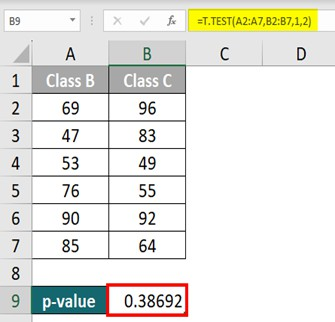 B9
fx
=T.TEST(A2:A7,B2:B7,1,2)
A B C D
1 Class B Class C
2 69 96
3 47 83
4 53 49
5 76 55
6 90 92
7 85 64
8
9 p-value 0.38692